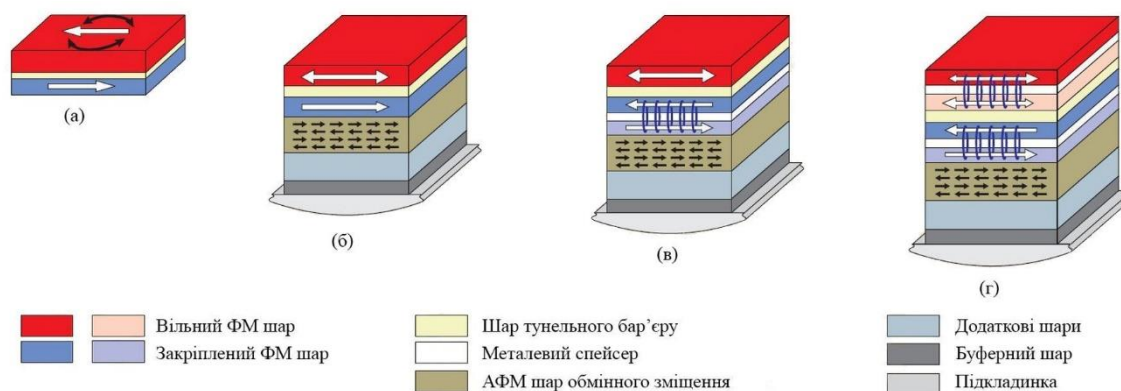 (а)
(б)
(в)
(г)
Вільний ФМ шар
Закріплений ФМ шар
Шар тунельного бар’єру
Металевий спейсер
АФМ шар обмінного зміщення
Додаткові шари
Буферний шар
Підкладинка